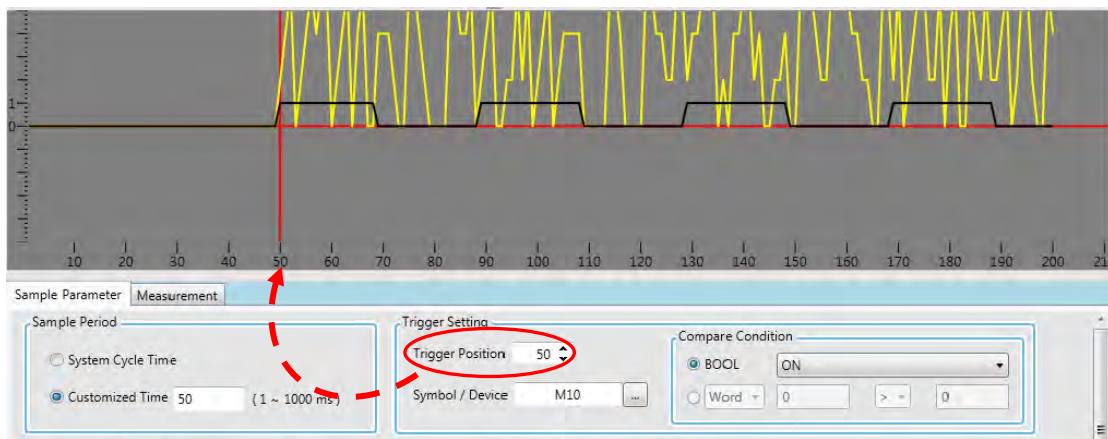 1
0
10 20 30 40 50 60 70 80 90 100 110 120 130 140 150 160 170 180 190 200 21
Sample Parameter Measurement
Sample Period
System Cycle Time
Customized Time 50 ( 1 ~ 1000 ms )
Trigger Setting
Trigger Position 50
Symbol / Device M10 ...
Compare Condition
BOOL ON
Word 0 > 0